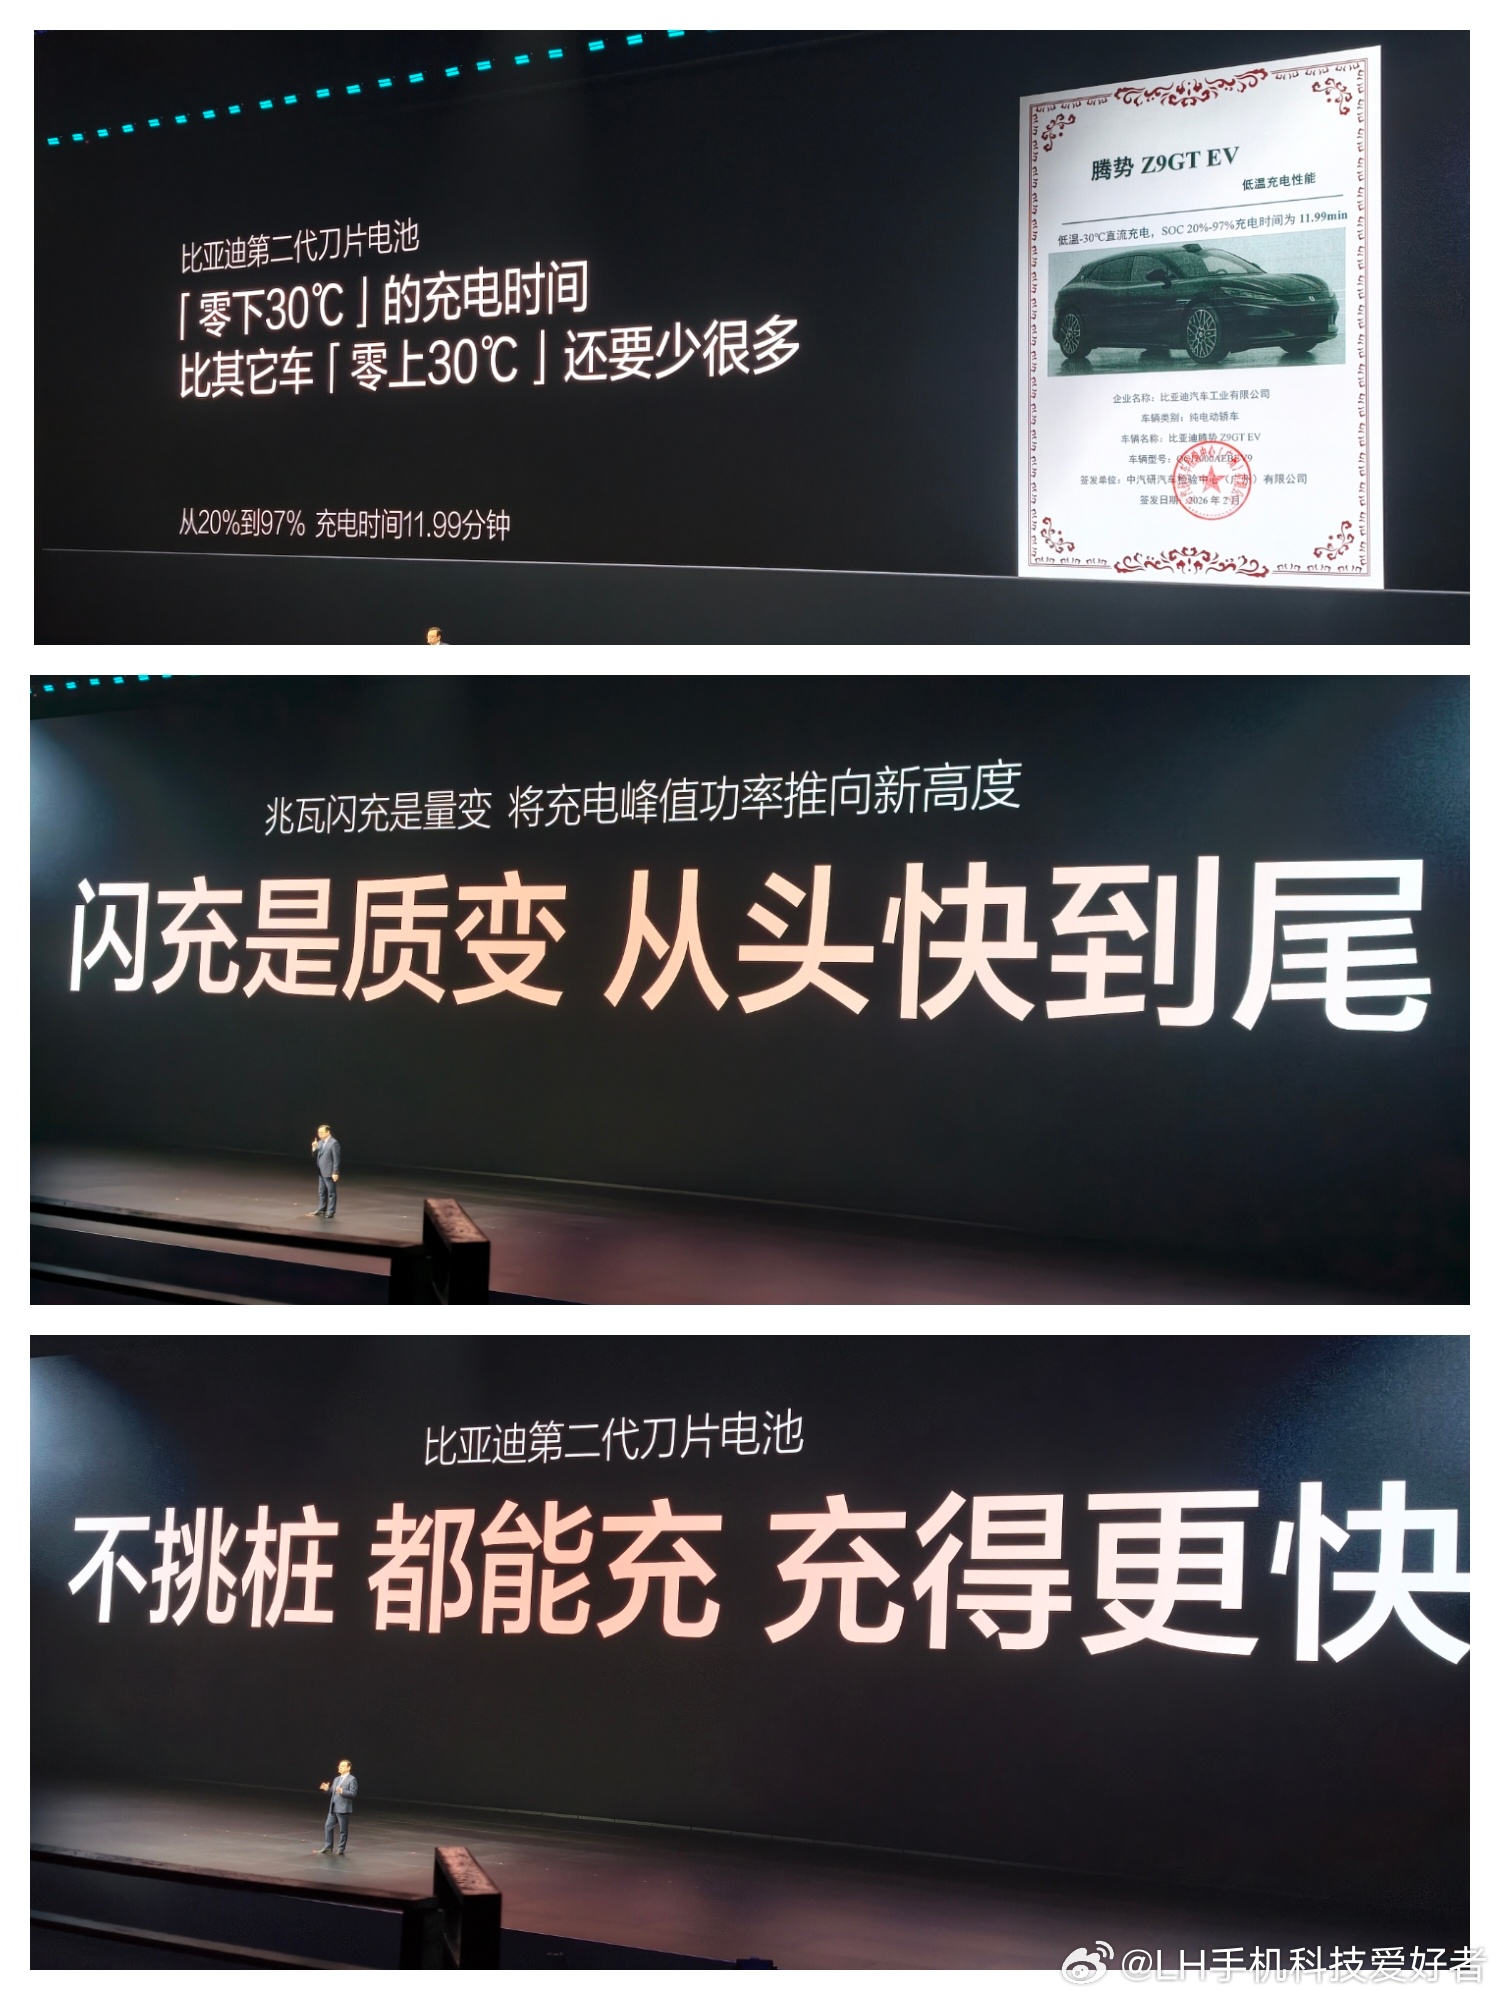 比亚迪第二代刀片电池
「零下30℃」的充电时间
比其它车「零上30℃」还要少很多
从20%到97% 充电时间11.99分钟
腾势 Z9GT EV
低温充电性能
低温-30℃直流充电，SOC 20%-97%充电时间为 11.99min
企业名称：比亚迪汽车工业有限公司
车辆类别：纯电动轿车
车辆名称：比亚迪腾势 Z9GT EV
车辆型号：
签发单位：中汽研汽车检验中心（广州）有限公司
签发日期：2026 年 2 月
兆瓦闪充是量变 将充电峰值功率推向新高度
闪充是质变 从头快到尾
比亚迪第二代刀片电池
不挑桩 都能充 充得更快
@LH手机科技爱好者